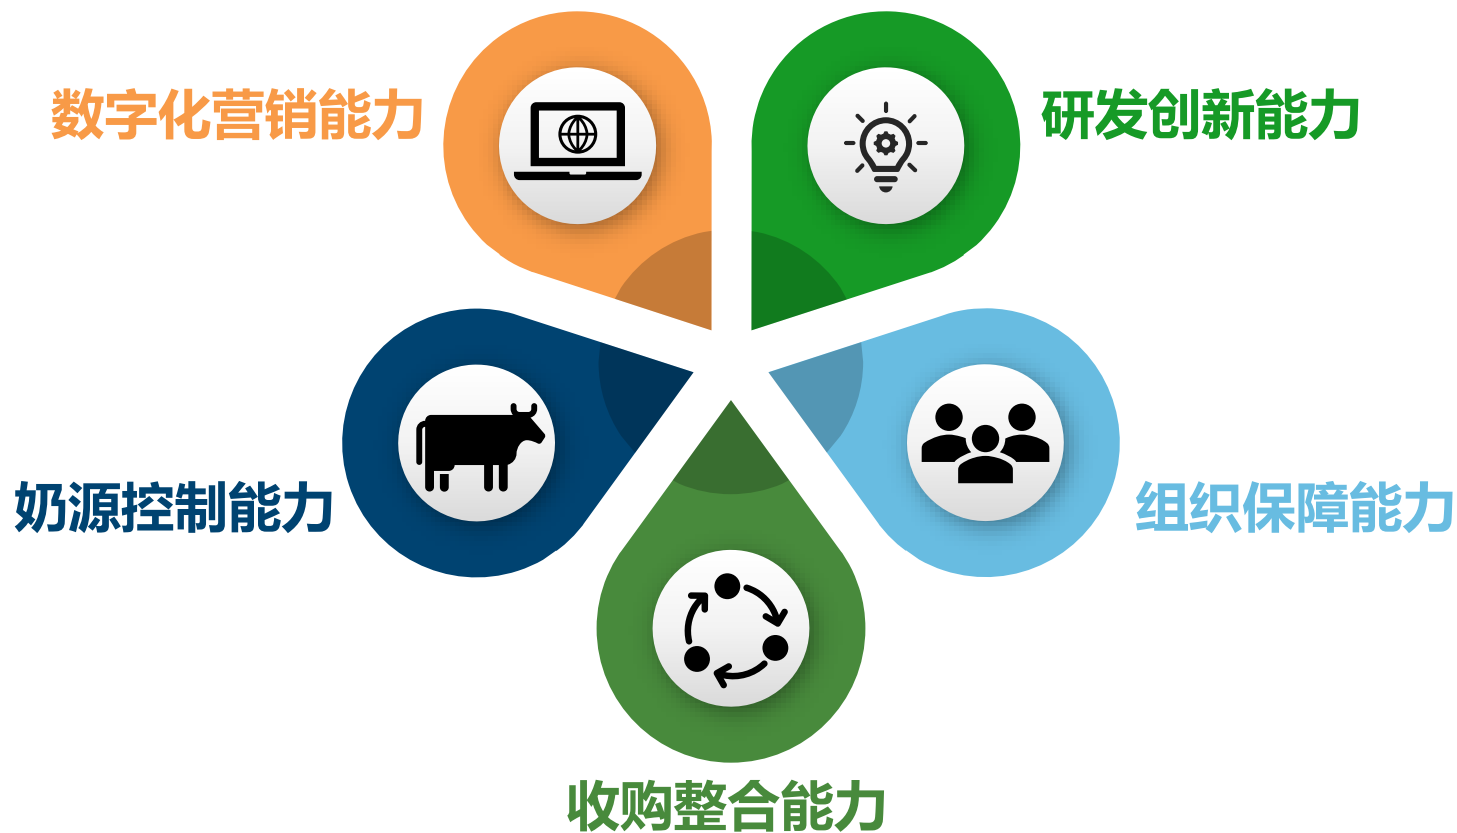 数字化营销能力
研发创新能力
奶源控制能力
组织保障能力
收购整合能力